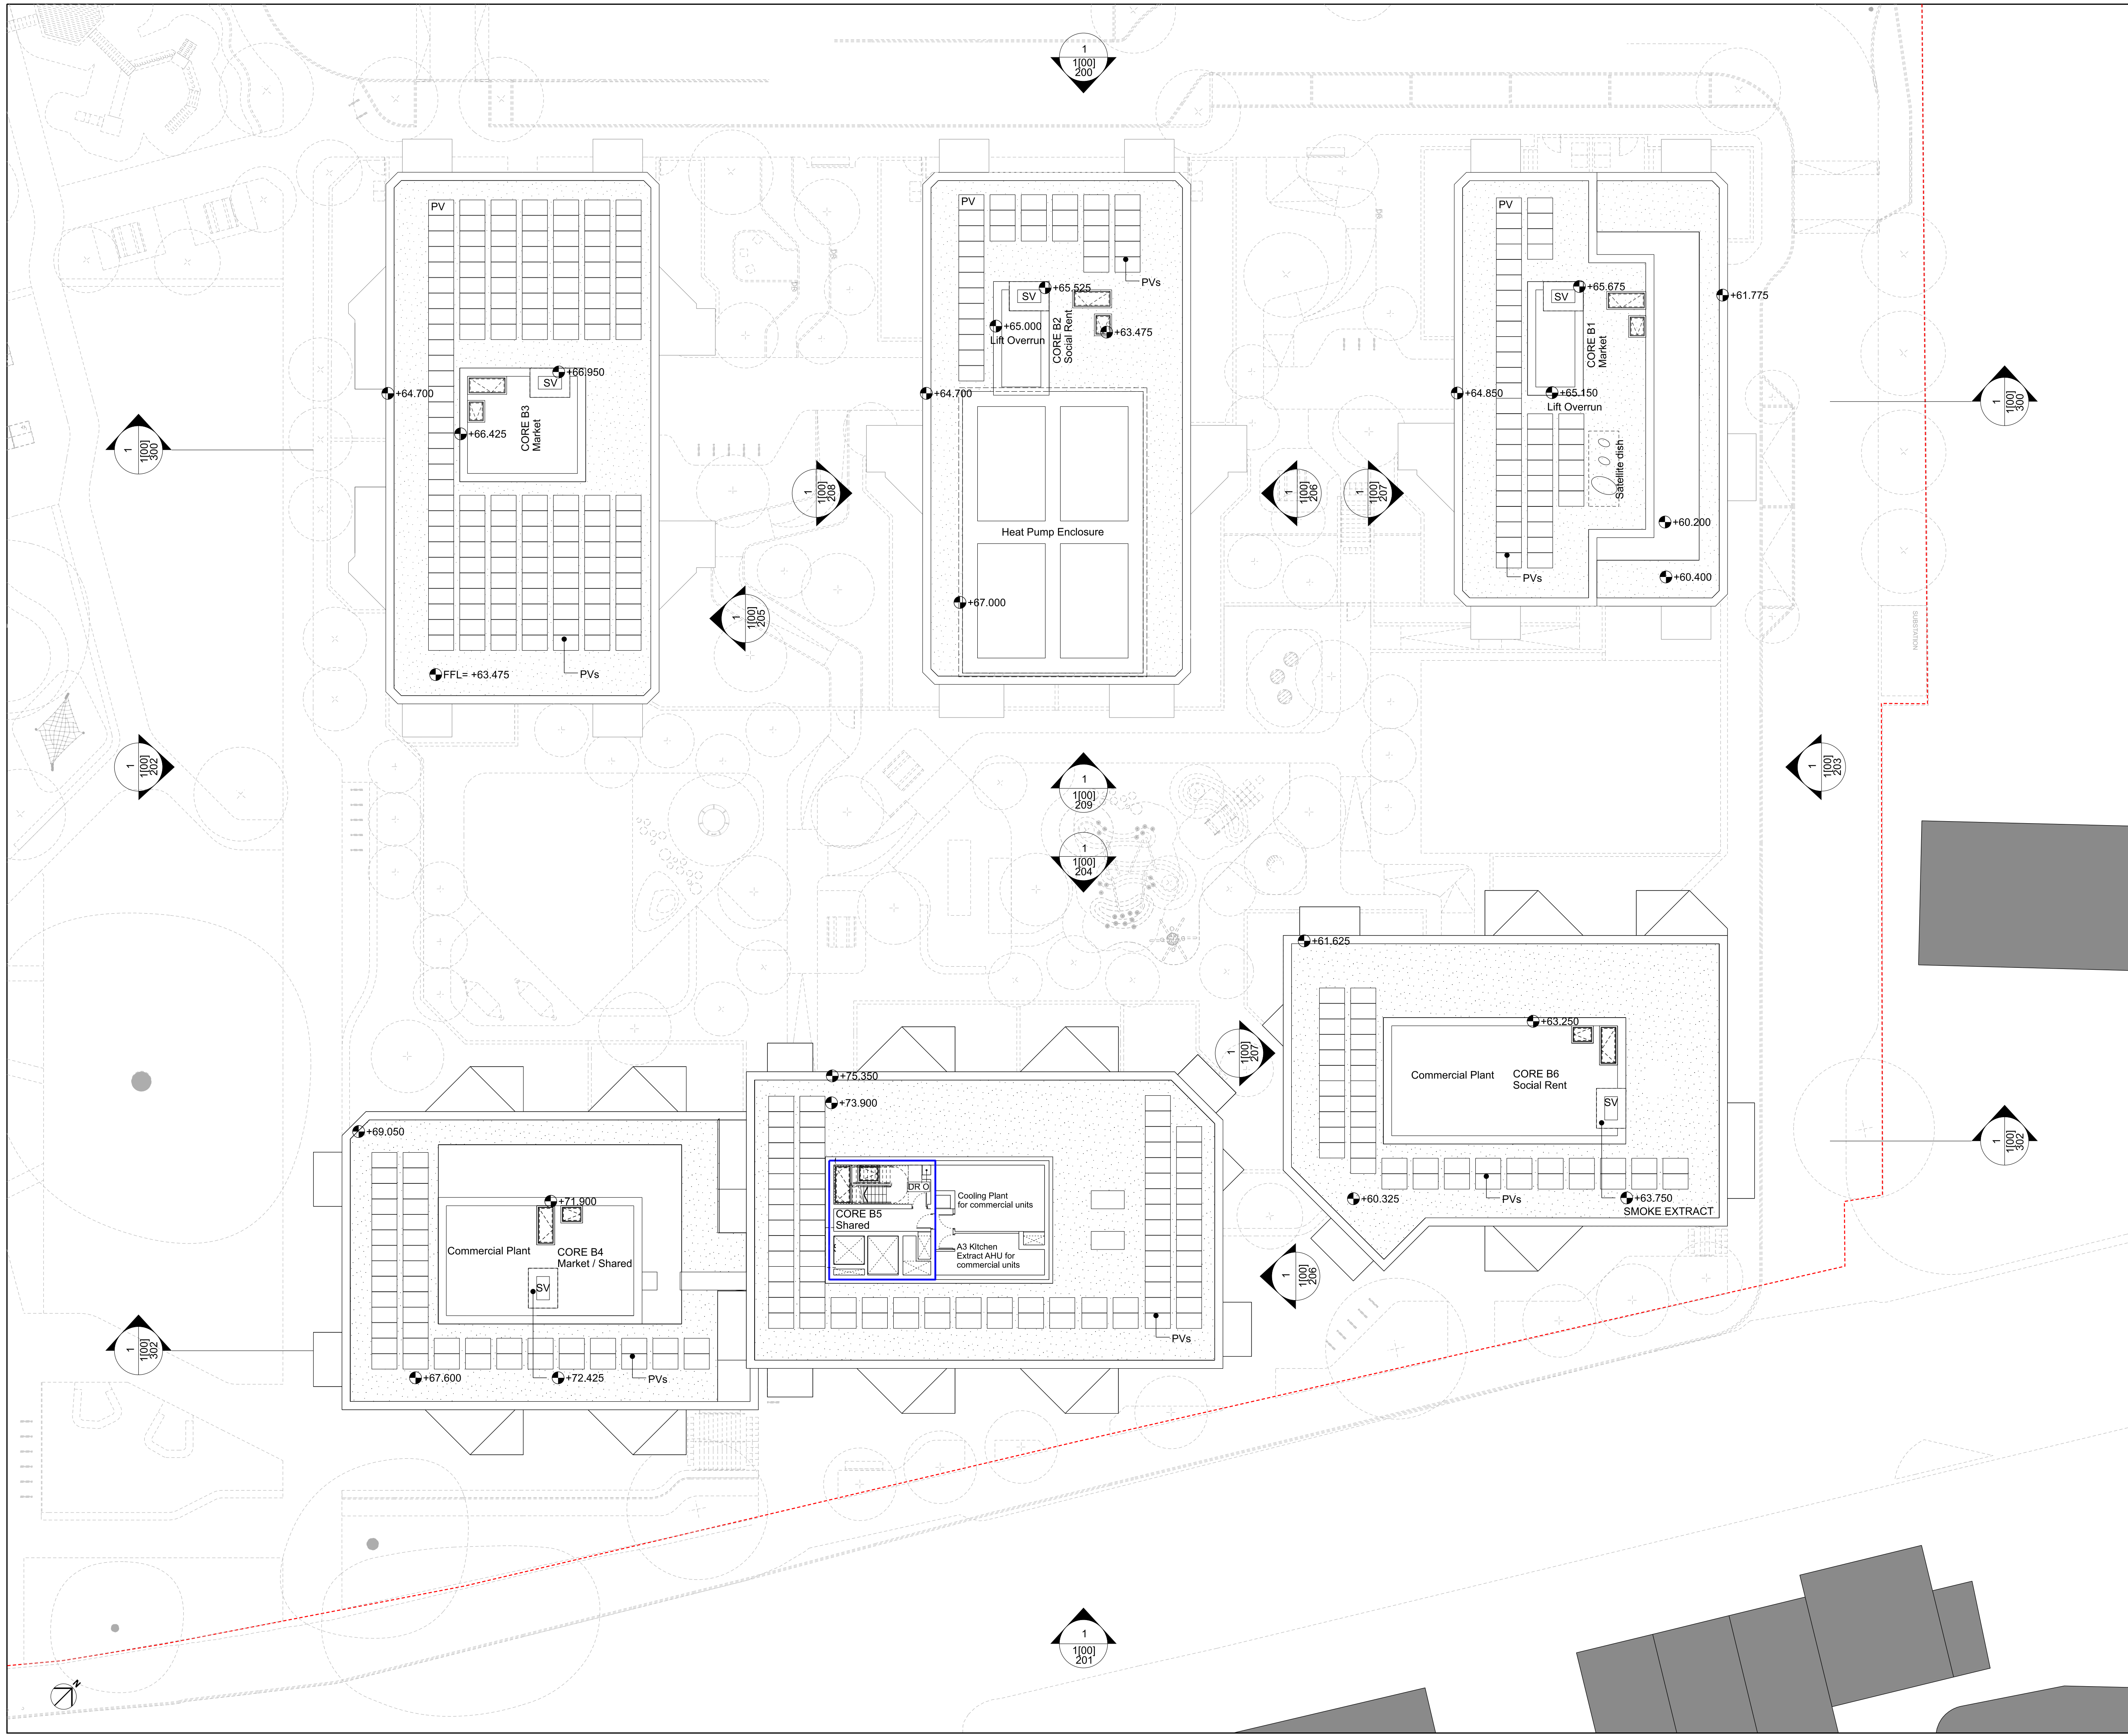 1
1[00]
200
PV
PV
PV
PVs
+65.525
SV
+65.000
Lift Overrun
CORE B2
Social Rent
+63.475
+65.675
SV
+61.775
CORE B1
Market
+66.950
SV
+64.700
+64.700
+64.850
+65.150
Lift Overrun
CORE B3
Market
+66.425
1
1[00]
300
1
1[00]
300
Satellite dish
1
1[00]
208
1
1[00]
206
1
1[00]
207
+60.200
Heat Pump Enclosure
PVs
+60.400
+67.000
1
1[00]
205
SUBSTATION
FFL= +63.475
PVs
1
1[00]
202
1
1[00]
209
1
1[00]
203
1
1[00]
204
+61.625
+63.250
1
1[00]
207
Commercial Plant
CORE B6
Social Rent
SV
+75.350
+73.900
+69.050
1
1[00]
302
DR O
Cooling Plant
for commercial units
CORE B5
Shared
A3 Kitchen
Extract AHU for
commercial units
+60.325
PVs
+63.750
SMOKE EXTRACT
+71.900
Commercial Plant
CORE B4
Market / Shared
SV
1
1[00]
206
PVs
1
1[00]
302
+67.600
+72.425
PVs
1
1[00]
201
N